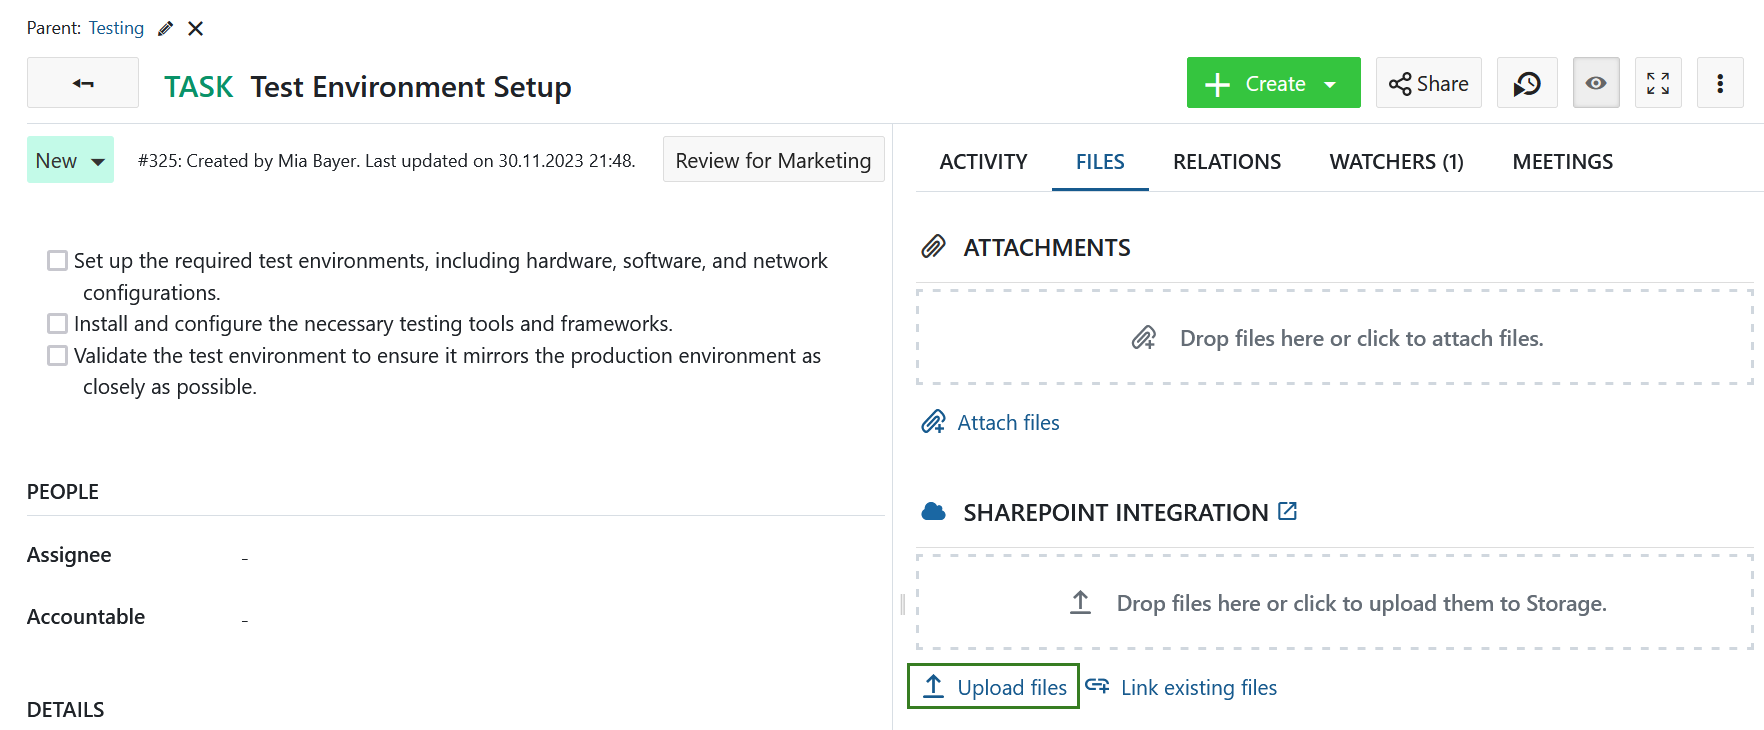 Parent: Testing
TASK Test Environment Setup
Create
Share
New
#325: Created by Mia Bayer. Last updated on 30.11.2023 21:48.
Review for Marketing
Set up the required test environments, including hardware, software, and network
configurations.
Install and configure the necessary testing tools and frameworks.
Validate the test environment to ensure it mirrors the production environment as
closely as possible.
PEOPLE
Assignee -
Accountable -
DETAILS
ACTIVITY FILES RELATIONS WATCHERS (1) MEETINGS
ATTACHMENTS
Drop files here or click to attach files.
Attach files
SHAREPOINT INTEGRATION
Drop files here or click to upload them to Storage.
Upload files Link existing files